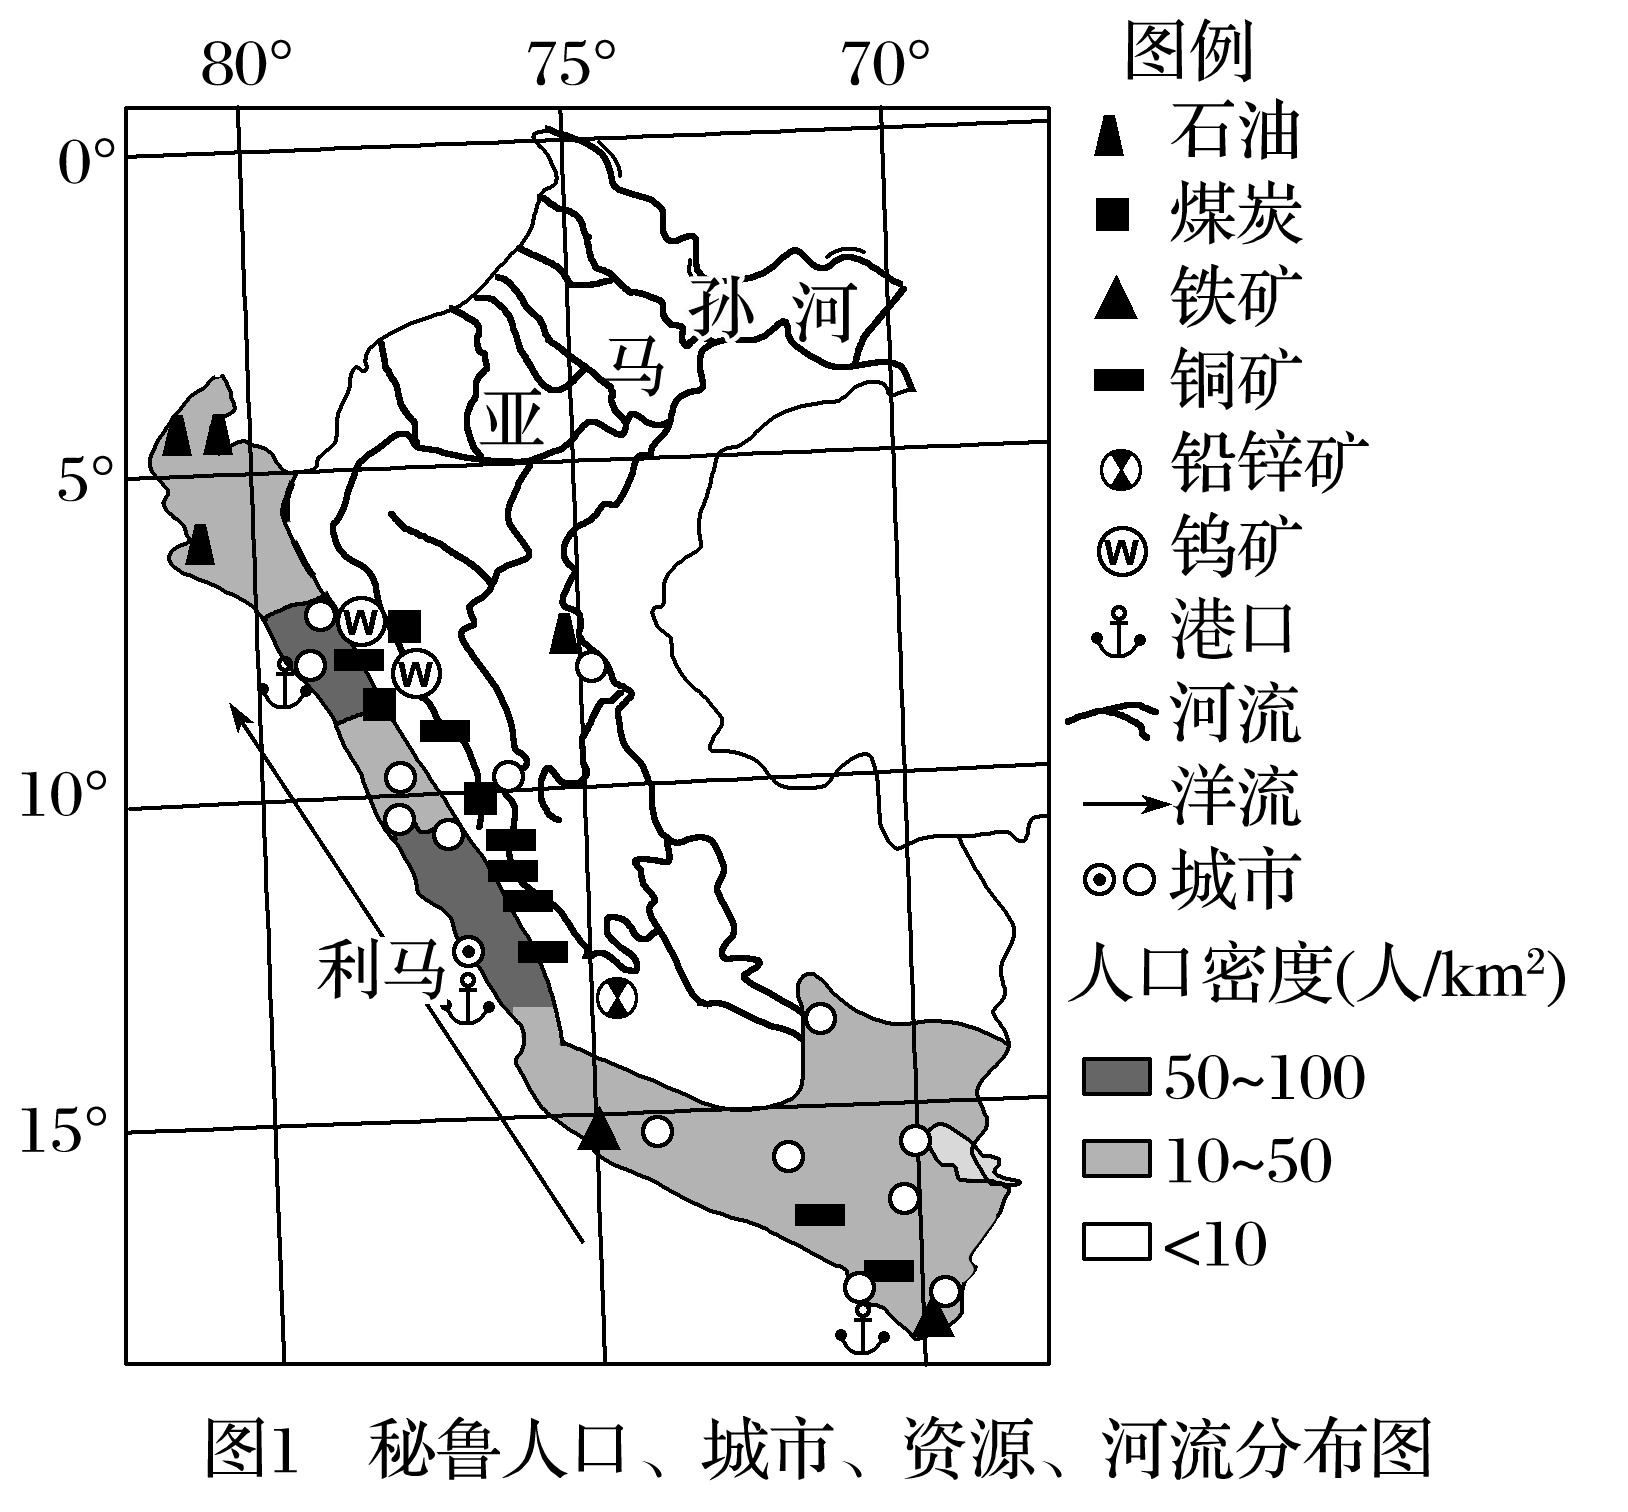 80° 75° 70°
0°
5°
10°
15°
孙 河
马
亚
W
W
利马
图例
石油
煤炭
铁矿
铜矿
铅锌矿
W 钨矿
港口
河流
洋流
城市
人口密度(人/km²)
50~100
10~50
<10
图1 秘鲁人口、城市、资源、河流分布图